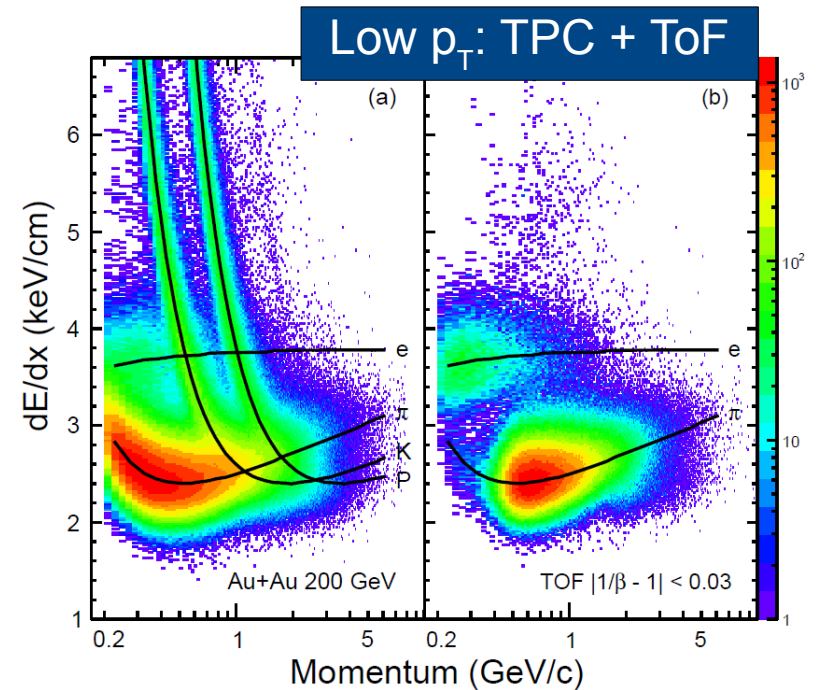 Low pT: TPC + ToF
(a)
(b)
dE/dx (keV/cm)
6
5
4
3
2
1
e
π
K
P
Au+Au 200 GeV
0.2
1
5
e
π
TOF |1/β - 1| < 0.03
0.2
1
5
Momentum (GeV/c)
10³
10²
10
1